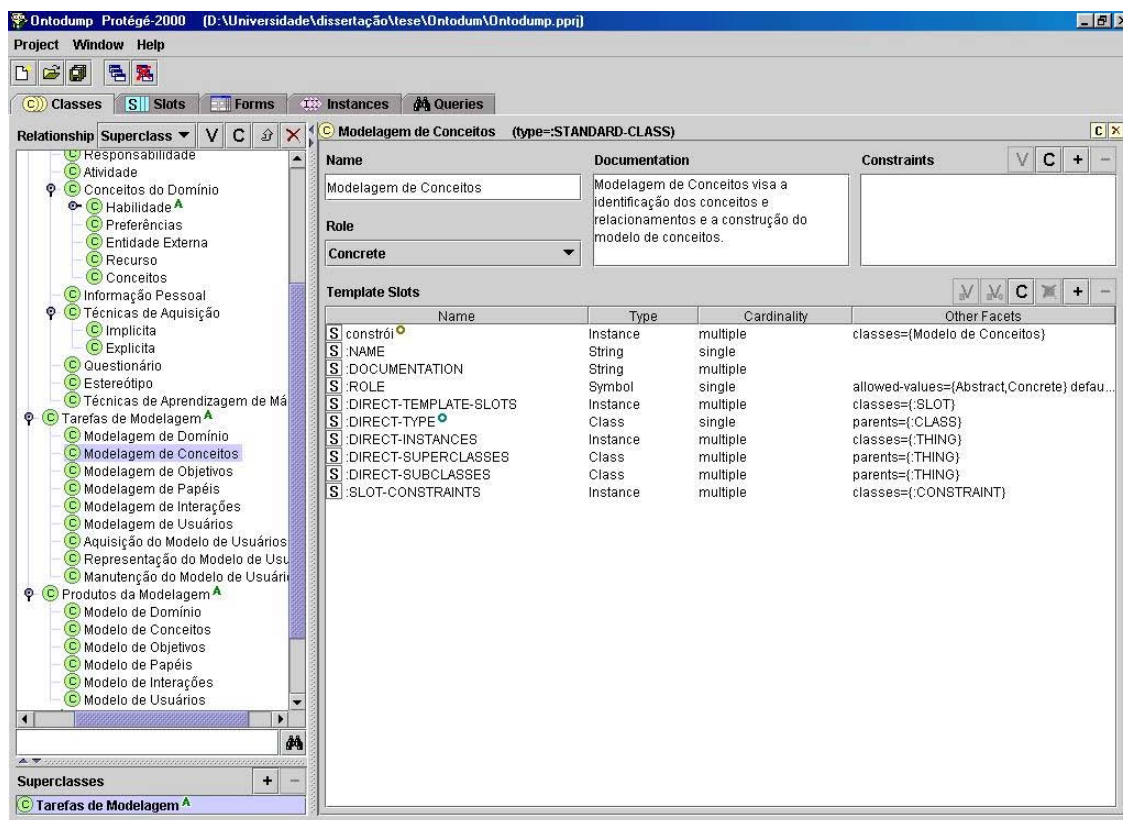 Ontodump Protégé-2000 (D:\Universidade\dissertação\tese\Ontodum\Ontodump.pprj)
Project Window Help
C Classes S Slots Forms Instances Queries
Relationship Superclass V C
Responsabilidade
Atividade
Conceitos do Domínio
Habilidade A
Preferências
Entidade Externa
Recurso
Conceitos
Informação Pessoal
Técnicas de Aquisição
Implicita
Explicita
Questionário
Estereótipo
Técnicas de Aprendizagem de Má
Tarefas de Modelagem A
Modelagem de Domínio
Modelagem de Conceitos
Modelagem de Objetivos
Modelagem de Papéis
Modelagem de Interações
Modelagem de Usuários
Aquisição do Modelo de Usuários
Representação do Modelo de Usu
Manutenção do Modelo de Usuári
Produtos da Modelagem A
Modelo de Domínio
Modelo de Conceitos
Modelo de Objetivos
Modelo de Papéis
Modelo de Interações
Modelo de Usuários
Superclasses + -
C Tarefas de Modelagem A
C Modelagem de Conceitos (type=:STANDARD-CLASS) C X
Name
Modelagem de Conceitos
Role
Concrete
Documentation
Modelagem de Conceitos visa a
identificação dos conceitos e
relacionamentos e a construção do
modelo de conceitos.
Constraints V C + -
Template Slots V V C + -
Name Type Cardinality Other Facets
S constrói Instance multiple classes={Modelo de Conceitos}
S :NAME String single
S :DOCUMENTATION String multiple
S :ROLE Symbol single allowed-values={Abstract,Concrete} defau...
S :DIRECT-TEMPLATE-SLOTS Instance multiple classes={:SLOT}
S :DIRECT-TYPE Class single parents={:CLASS}
S :DIRECT-INSTANCES Instance multiple classes={:THING}
S :DIRECT-SUPERCLASSES Class multiple parents={:THING}
S :DIRECT-SUBCLASSES Class multiple parents={:THING}
S :SLOT-CONSTRAINTS Instance multiple classes={:CONSTRAINT}